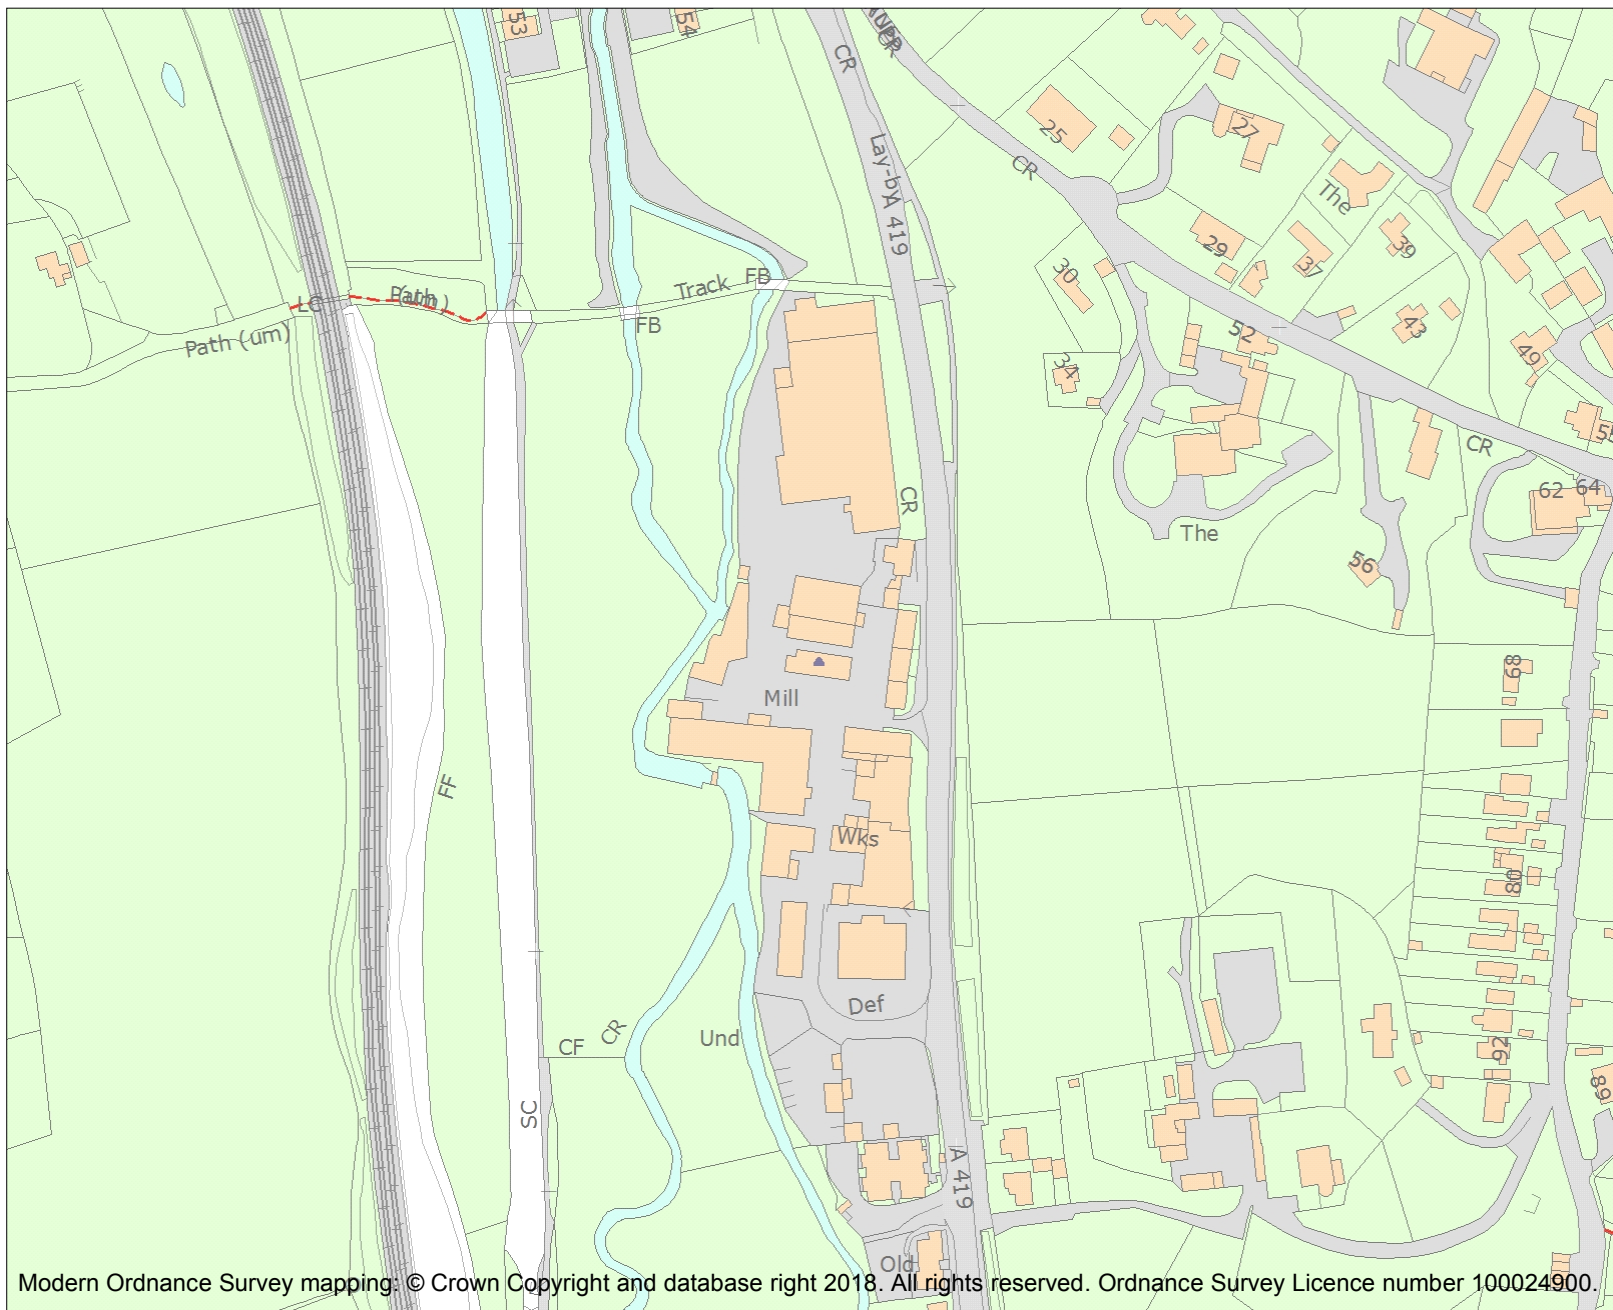 53
54
CR
CR
25
27
CR
Lay-by
A 419
The
29
39
37
30
LC
Path
(um)
Track
FB
FB
Path (um)
52
43
49
34
CR
62
64
CR
The
56
68
Mill
FF
Wks
80
Def
CF
CR
Und
92
89
SC
A 419
Old
Modern Ordnance Survey mapping: © Crown Copyright and database right 2018. All rights reserved. Ordnance Survey Licence number 100024900.